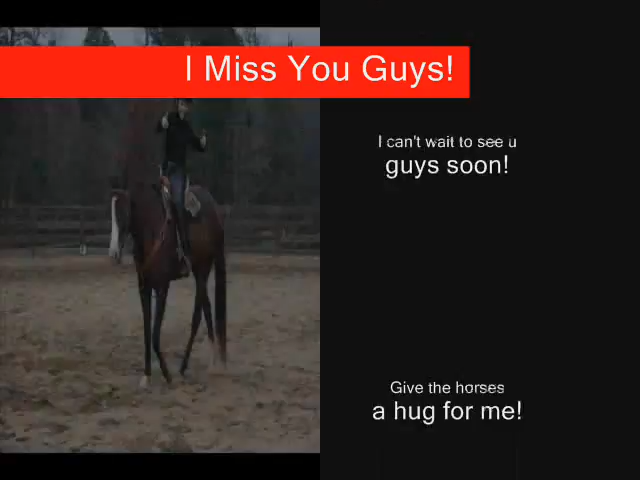 I Miss You Guys!
I can't wait to see u
guys soon!
Give the horses
a hug for me!